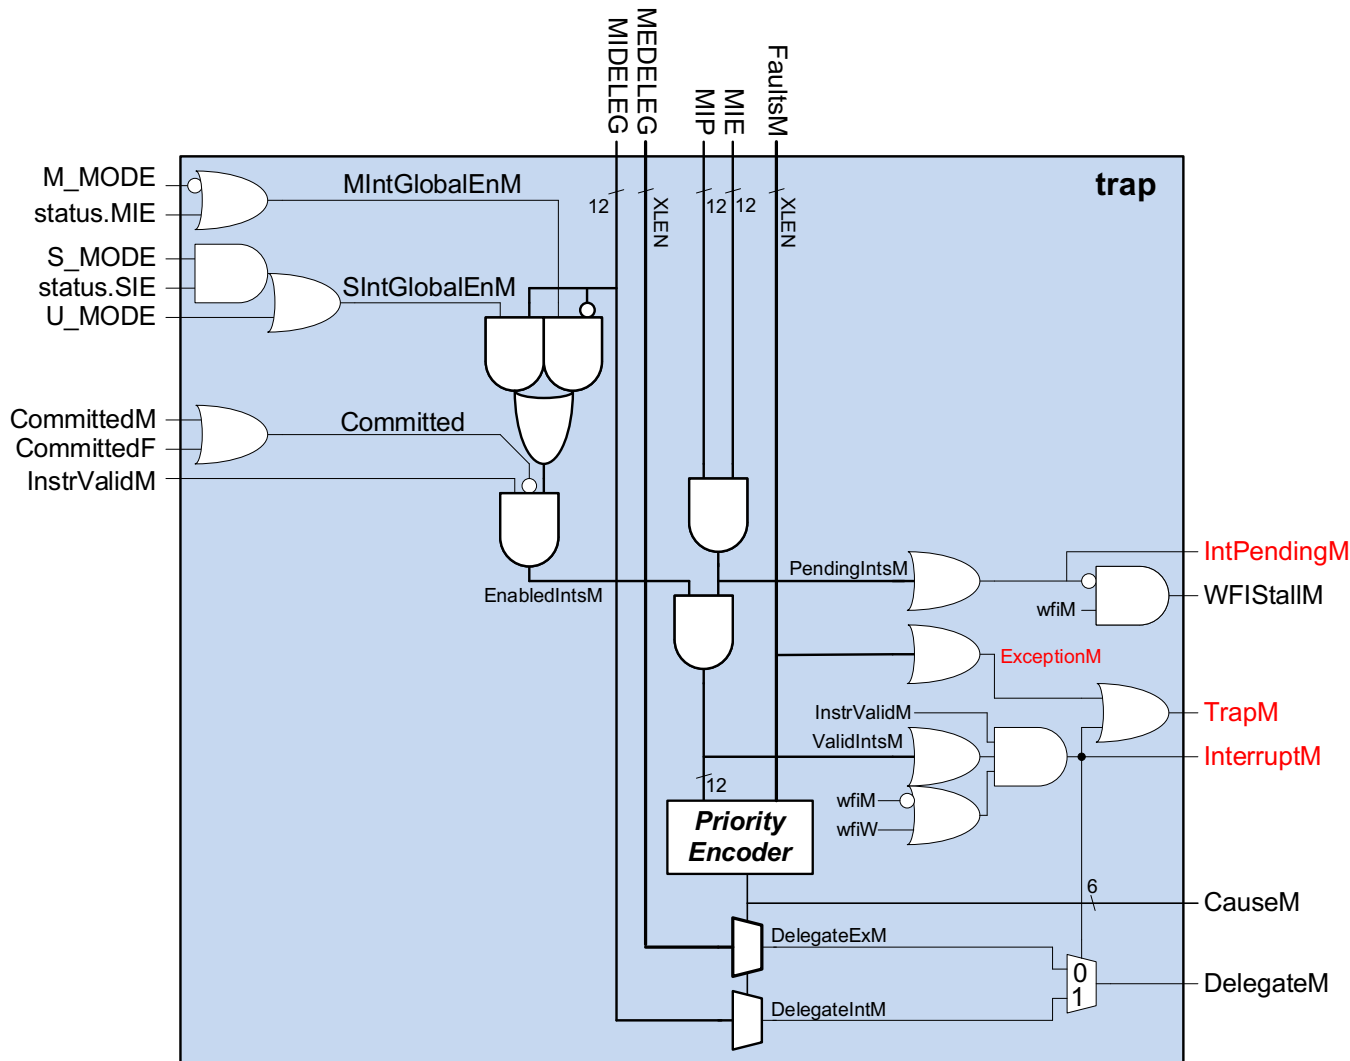 MIDELEG
MEDELEG
MIP
MIE
FaultsM
trap
M_MODE
status.MIE
MIntGlobalEnM
12
XLEN
12
12
XLEN
S_MODE
status.SIE
U_MODE
SIntGlobalEnM
CommittedM
CommittedF
Committed
InstrValidM
EnabledIntsM
PendingIntsM
IntPendingM
wfiM
WFIStallM
ExceptionM
InstrValidM
TrapM
ValidIntsM
InterruptM
12
wfiM
wfiW
Priority
Encoder
6
CauseM
DelegateExM
0
1
DelegateM
DelegateIntM